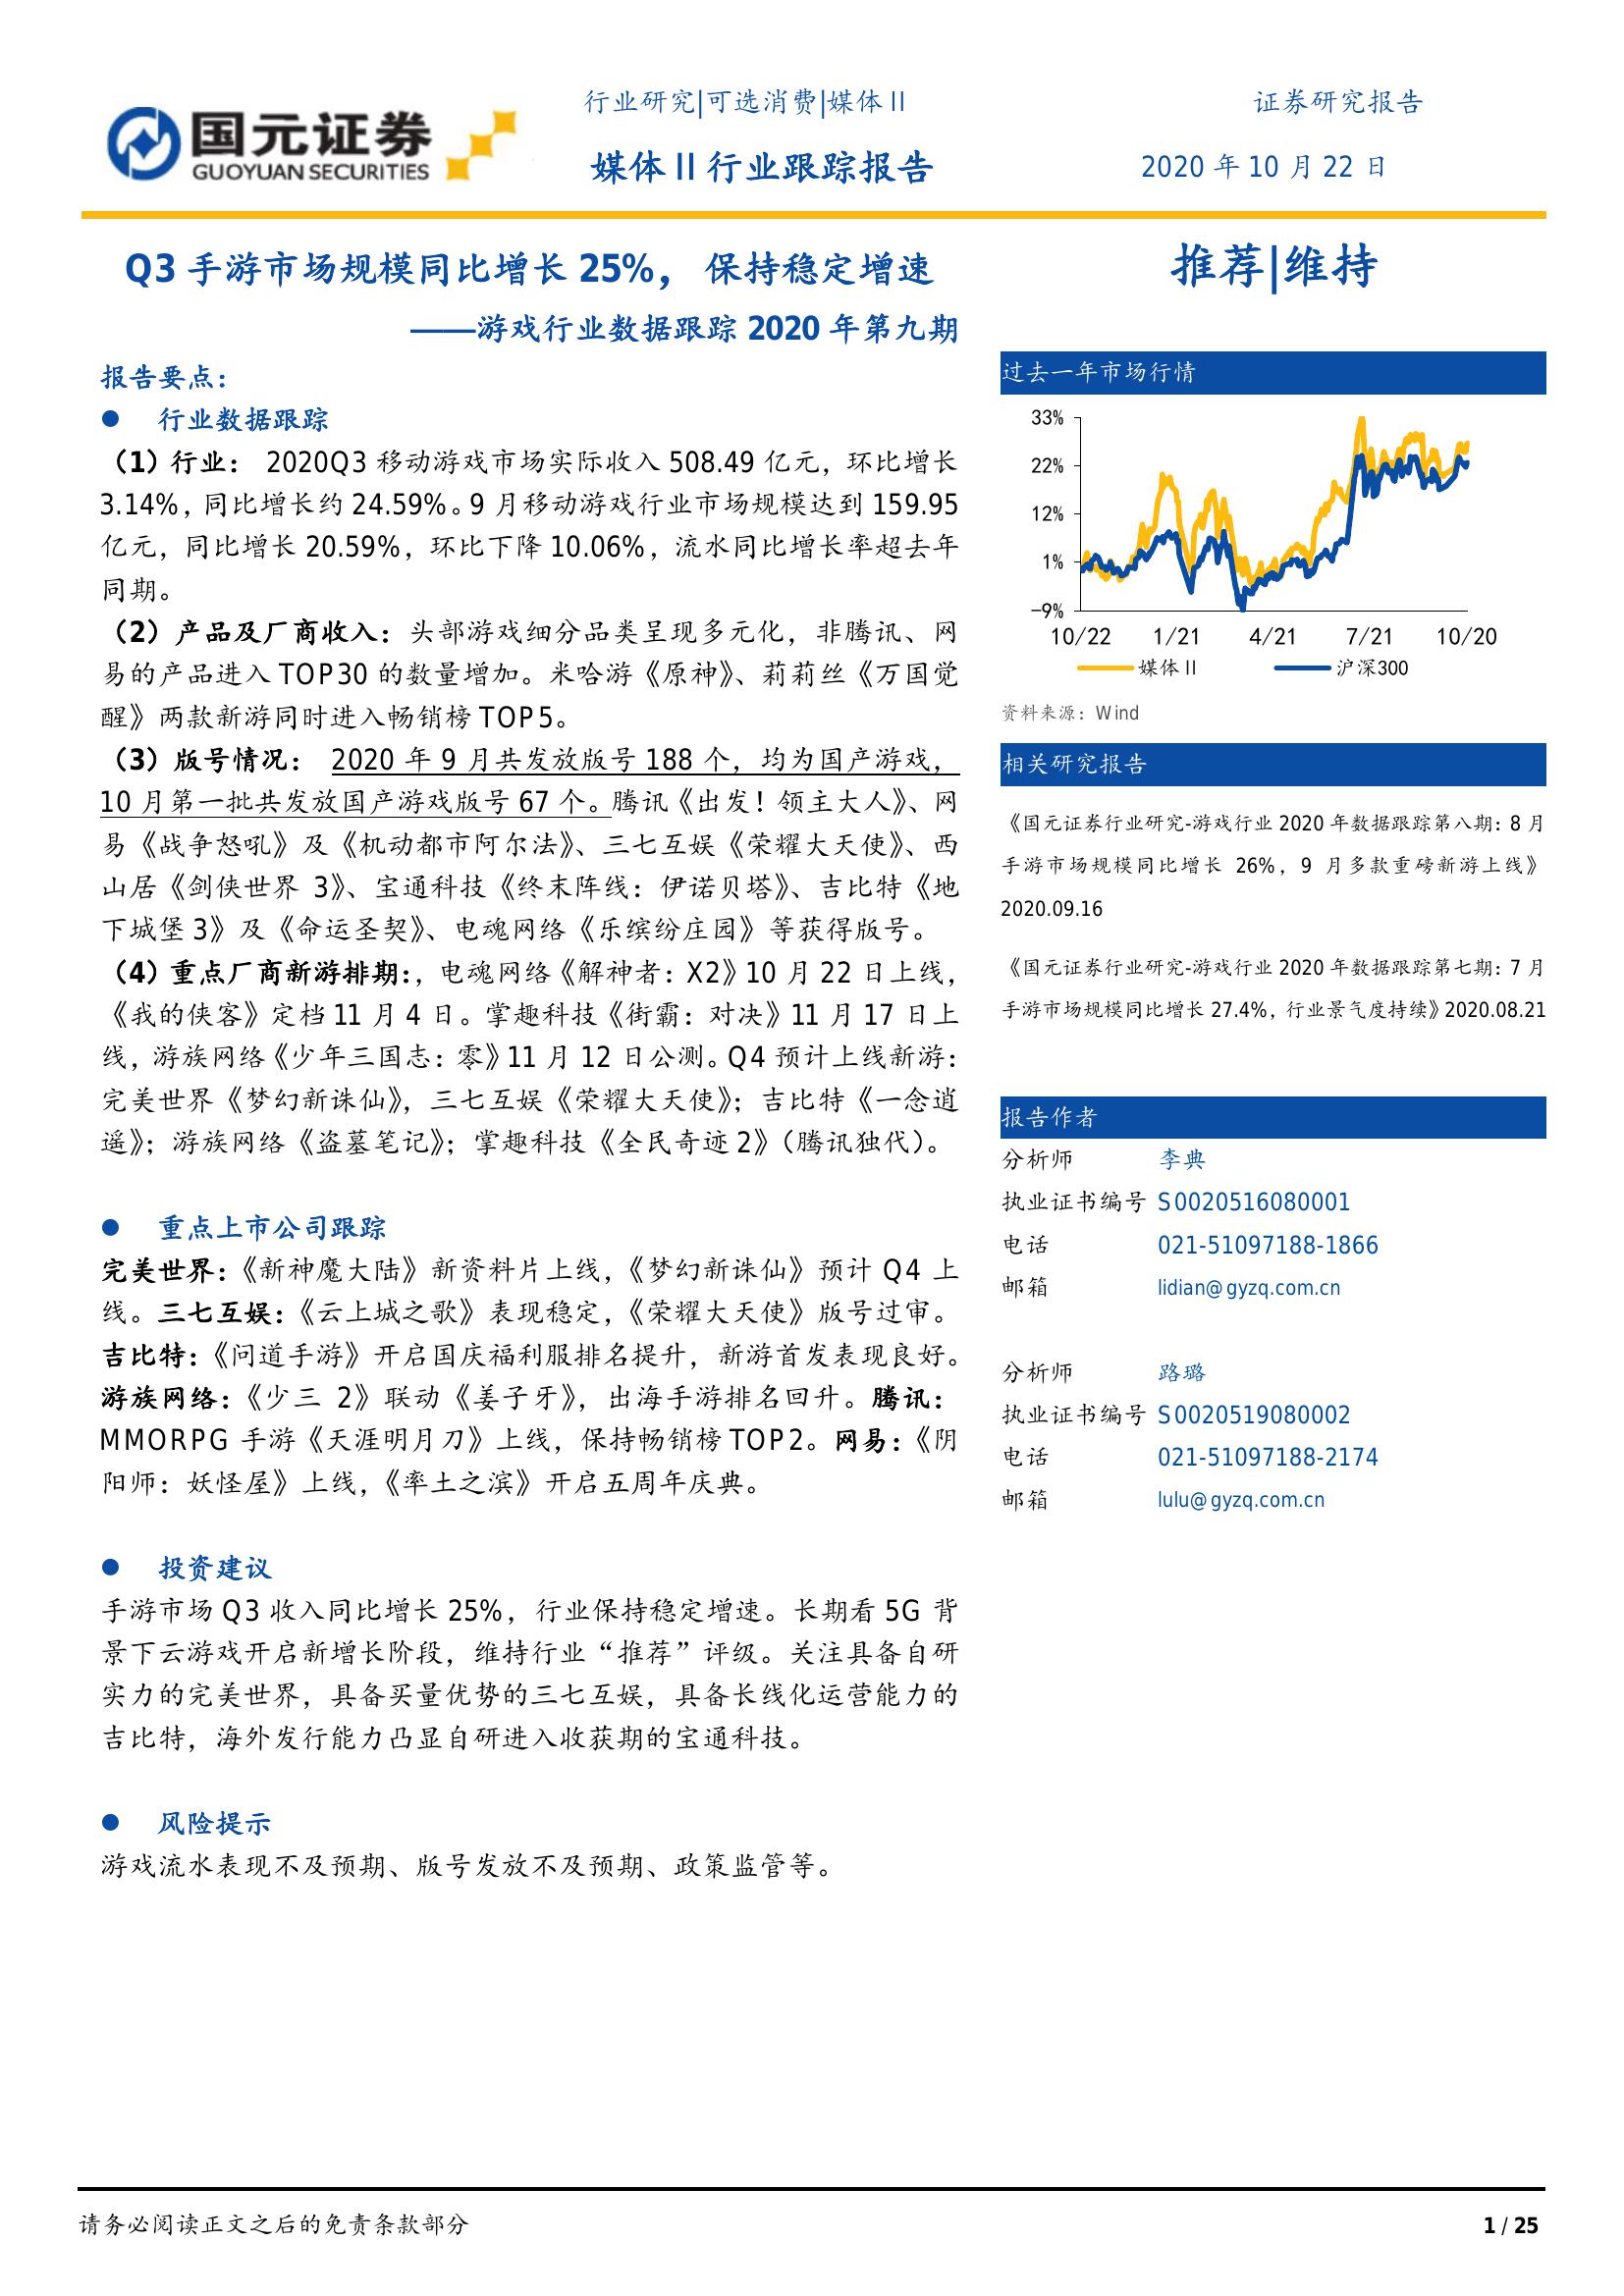 国元证券
GUOYUAN SECURITIES
行业研究|可选消费|媒体 II
证券研究报告
媒体 II 行业跟踪报告
2020 年 10 月 22 日
Q3 手游市场规模同比增长 25%， 保持稳定增速
——游戏行业数据跟踪 2020 年第九期
报告要点：
● 行业数据跟踪
（1）行业： 2020Q3 移动游戏市场实际收入 508.49 亿元，环比增长
3.14%，同比增长约 24.59%。9 月移动游戏行业市场规模达到 159.95
亿元，同比增长 20.59%，环比下降 10.06%，流水同比增长率超去年
同期。
（2）产品及厂商收入：头部游戏细分品类呈现多元化，非腾讯、网
易的产品进入 TOP30 的数量增加。米哈游《原神》、莉莉丝《万国觉
醒》两款新游同时进入畅销榜 TOP5。
（3）版号情况： 2020 年 9 月共发放版号 188 个，均为国产游戏，
10 月第一批共发放国产游戏版号 67 个。腾讯《出发！领主大人》、网
易《战争怒吼》及《机动都市阿尔法》、三七互娱《荣耀大天使》、西
山居《剑侠世界 3》、宝通科技《终末阵线：伊诺贝塔》、吉比特《地
下城堡 3》及《命运圣契》、电魂网络《乐缤纷庄园》等获得版号。
（4）重点厂商新游排期：，电魂网络《解神者：X2》10 月 22 日上线，
《我的侠客》定档 11 月 4 日。掌趣科技《街霸：对决》11 月 17 日上
线，游族网络《少年三国志：零》11 月 12 日公测。Q4 预计上线新游：
完美世界《梦幻新诛仙》，三七互娱《荣耀大天使》；吉比特《一念逍
遥》；游族网络《盗墓笔记》；掌趣科技《全民奇迹 2》（腾讯独代）。
● 重点上市公司跟踪
完美世界：《新神魔大陆》新资料片上线，《梦幻新诛仙》预计 Q4 上
线。三七互娱：《云上城之歌》表现稳定，《荣耀大天使》版号过审。
吉比特：《问道手游》开启国庆福利服排名提升，新游首发表现良好。
游族网络：《少三 2》联动《姜子牙》，出海手游排名回升。腾讯：
MMORPG 手游《天涯明月刀》上线，保持畅销榜 TOP2。网易：《阴
阳师：妖怪屋》上线，《率土之滨》开启五周年庆典。
● 投资建议
手游市场 Q3 收入同比增长 25%，行业保持稳定增速。长期看 5G 背
景下云游戏开启新增长阶段，维持行业“推荐”评级。关注具备自研
实力的完美世界，具备买量优势的三七互娱，具备长线化运营能力的
吉比特，海外发行能力凸显自研进入收获期的宝通科技。
● 风险提示
游戏流水表现不及预期、版号发放不及预期、政策监管等。
推荐|维持
过去一年市场行情
33%
22%
12%
1%
-9%
10/22 1/21 4/21 7/21 10/20
媒体 II 沪深300
资料来源：Wind
相关研究报告
《国元证券行业研究-游戏行业 2020 年数据跟踪第八期：8 月
手游市场规模同比增长 26%，9 月多款重磅新游上线》
2020.09.16
《国元证券行业研究-游戏行业 2020 年数据跟踪第七期：7 月
手游市场规模同比增长 27.4%，行业景气度持续》2020.08.21
报告作者
分析师 李典
执业证书编号 S0020516080001
电话 021-51097188-1866
邮箱 lidian@gyzq.com.cn
分析师 路璐
执业证书编号 S0020519080002
电话 021-51097188-2174
邮箱 lulu@gyzq.com.cn
请务必阅读正文之后的免责条款部分
1 / 25